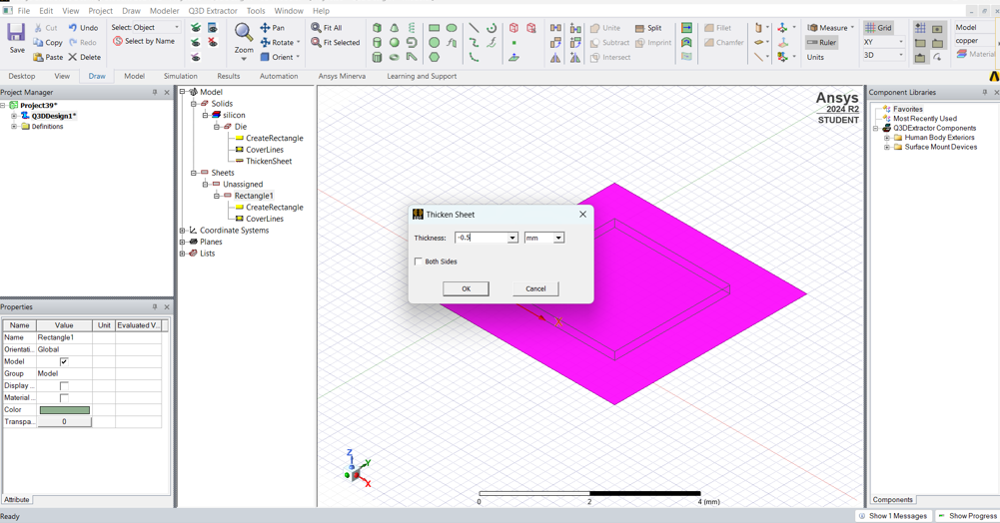 File Edit View Project Draw Modeler Q3D Extractor Tools Window Help
Save
Cut
Copy
Paste
Undo
Redo
Delete
Select: Object
Select by Name
Zoom
Pan
Rotate
Orient
Fit All
Fit Selected
Unite
Subtract
Intersect
Split
Imprint
Fillet
Chamfer
Measure
Ruler
Units
Grid
XY
3D
Model
copper
Material
Desktop View Draw Model Simulation Results Automation Ansys Minerva Learning and Support
Project Manager
Project39*
Q3DDesign1*
Definitions
Properties
Name Value Unit Evaluated V...
Name Rectangle1
Orientati... Global
Model
Group Model
Display ...
Material ...
Color
Transpa... 0
Attribute
Model
Solids
silicon
Die
CreateRectangle
CoverLines
ThickenSheet
Sheets
Unassigned
Rectangle1
CreateRectangle
CoverLines
Coordinate Systems
Planes
Lists
Ansys
2024 R2
STUDENT
Thicken Sheet
Thickness: -0.5 mm
Both Sides
OK Cancel
Z
Y
X
0 2 4 (mm)
Component Libraries
Favorites
Most Recently Used
Q3DExtractor Components
Human Body Exteriors
Surface Mount Devices
Components
Ready
Show 1 Messages Show Progress